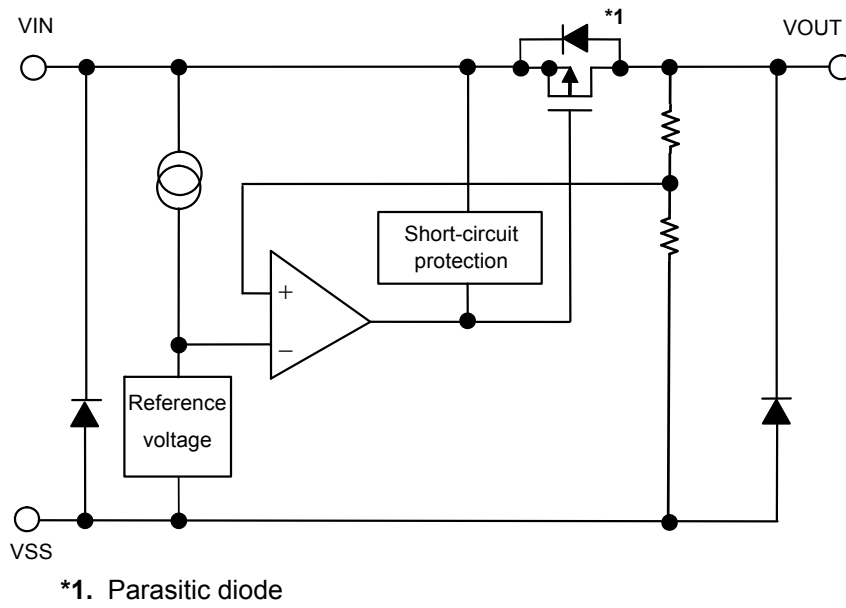 *1
VIN
VOUT
Short-circuit
protection
+
−
Reference
voltage
VSS
*1. Parasitic diode